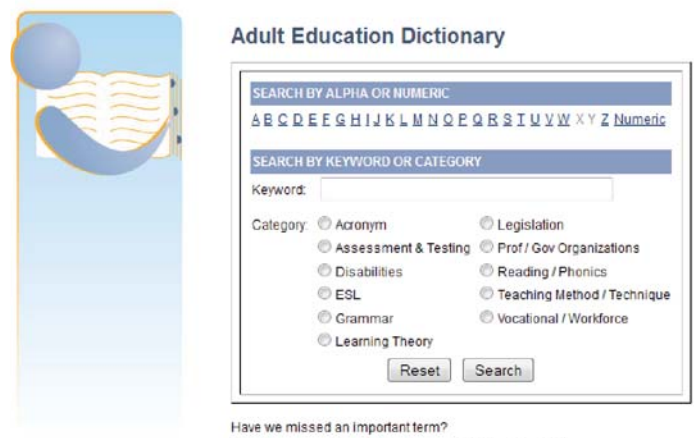 Adult Education Dictionary
SEARCH BY ALPHA OR NUMERIC
A B C D E F G H I J K L M N O P Q R S T U V W X Y Z Numeric
SEARCH BY KEYWORD OR CATEGORY
Keyword:
Category: Acronym Legislation
Assessment & Testing Prof / Gov Organizations
Disabilities Reading / Phonics
ESL Teaching Method / Technique
Grammar Vocational / Workforce
Learning Theory
Reset Search
Have we missed an important term?